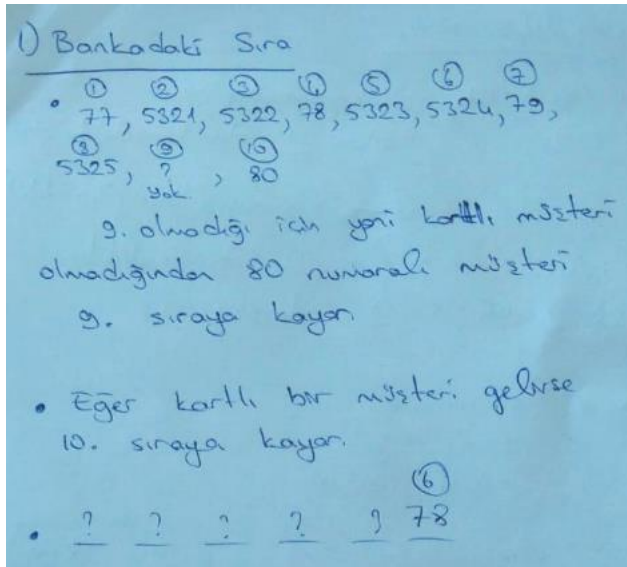 1) Bankadaki Sıra
① ② ③ ④ ⑤ ⑥ ⑦
• 77, 5321, 5322, 78, 5323, 5324, 79,
⑧ ⑨ ⑩
5325, ? , 80
yok
9. olmadığı için yani kartlı müşteri
olmadığından 80 numaralı müşteri
9. sıraya kayar.
• Eğer kartlı bir müşteri gelirse
10. sıraya kayar.
⑥
• ? ? ? ? ? 78